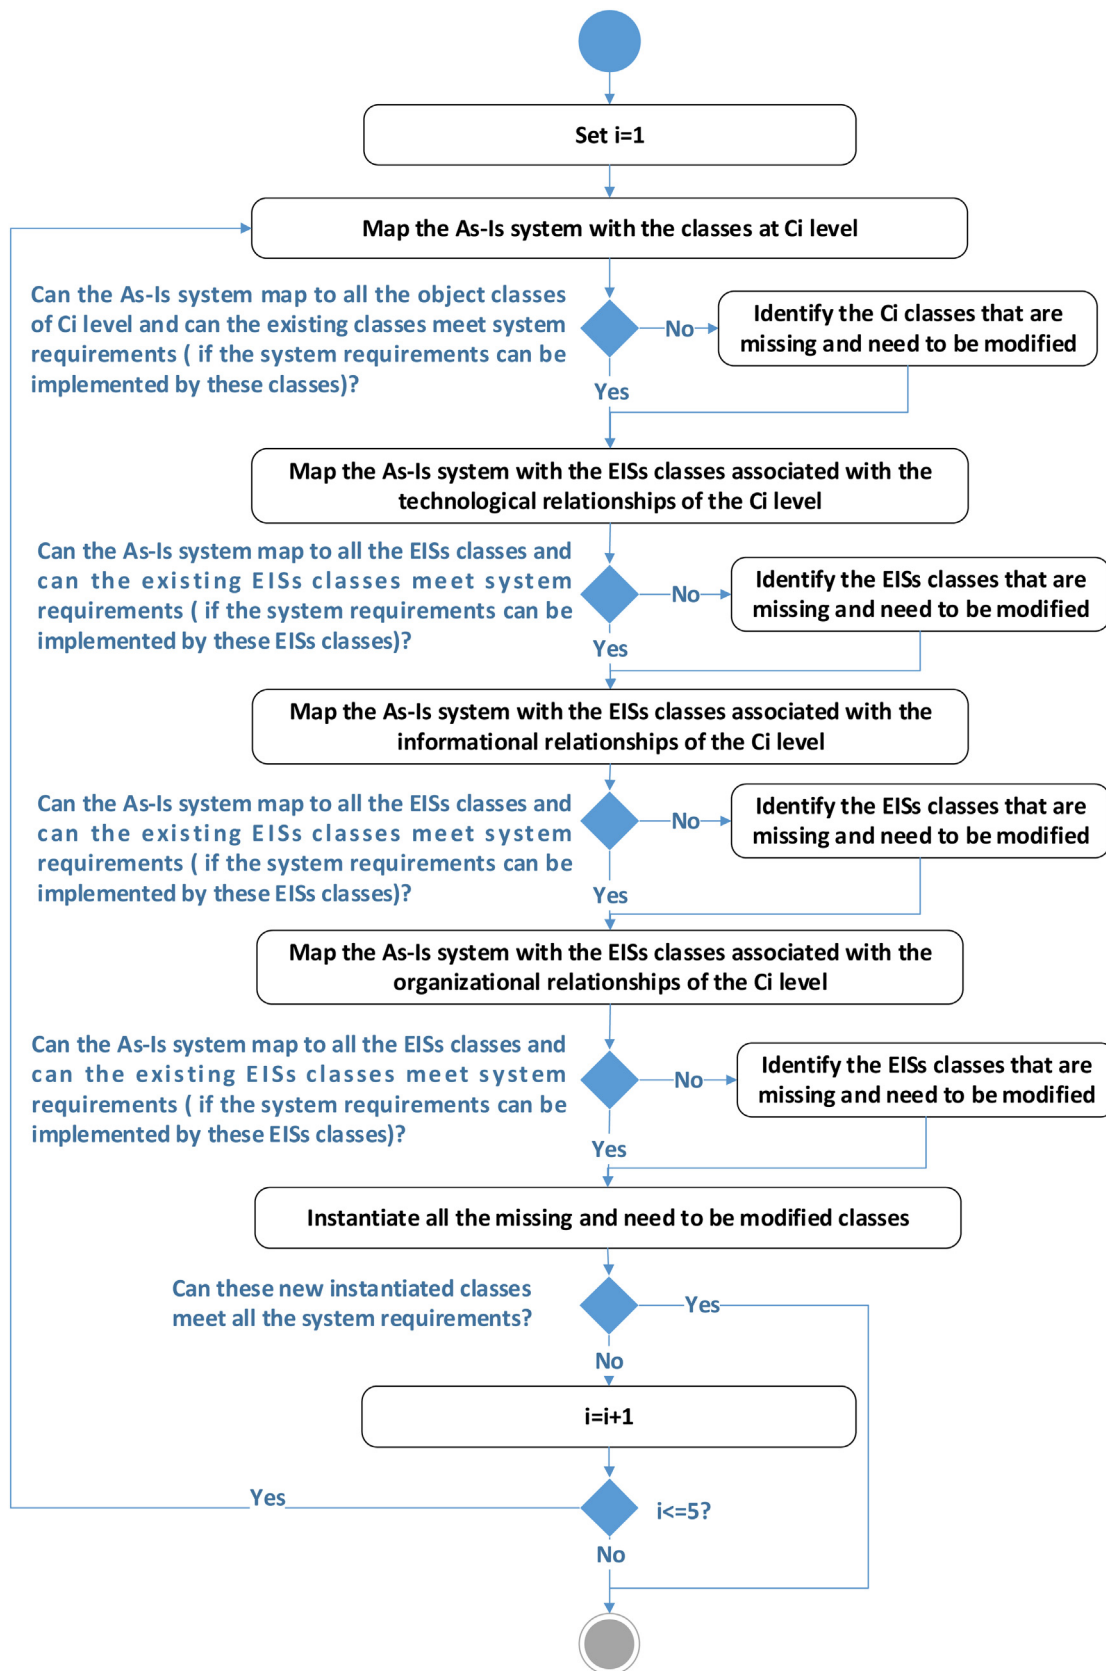 Set i=1
Map the As-Is system with the classes at Ci level
Can the As-Is system map to all the object classes
of Ci level and can the existing classes meet system
requirements ( if the system requirements can be
implemented by these classes)?
No
Identify the Ci classes that are
missing and need to be modified
Yes
Map the As-Is system with the EISs classes associated with the
technological relationships of the Ci level
Can the As-Is system map to all the EISs classes and
can the existing EISs classes meet system
requirements ( if the system requirements can be
implemented by these EISs classes)?
No
Identify the EISs classes that are
missing and need to be modified
Yes
Map the As-Is system with the EISs classes associated with the
informational relationships of the Ci level
Can the As-Is system map to all the EISs classes and
can the existing EISs classes meet system
requirements ( if the system requirements can be
implemented by these EISs classes)?
No
Identify the EISs classes that are
missing and need to be modified
Yes
Map the As-Is system with the EISs classes associated with the
organizational relationships of the Ci level
Can the As-Is system map to all the EISs classes and
can the existing EISs classes meet system
requirements ( if the system requirements can be
implemented by these EISs classes)?
No
Identify the EISs classes that are
missing and need to be modified
Yes
Instantiate all the missing and need to be modified classes
Can these new instantiated classes
meet all the system requirements?
Yes
No
i=i+1
Yes
i<=5?
No